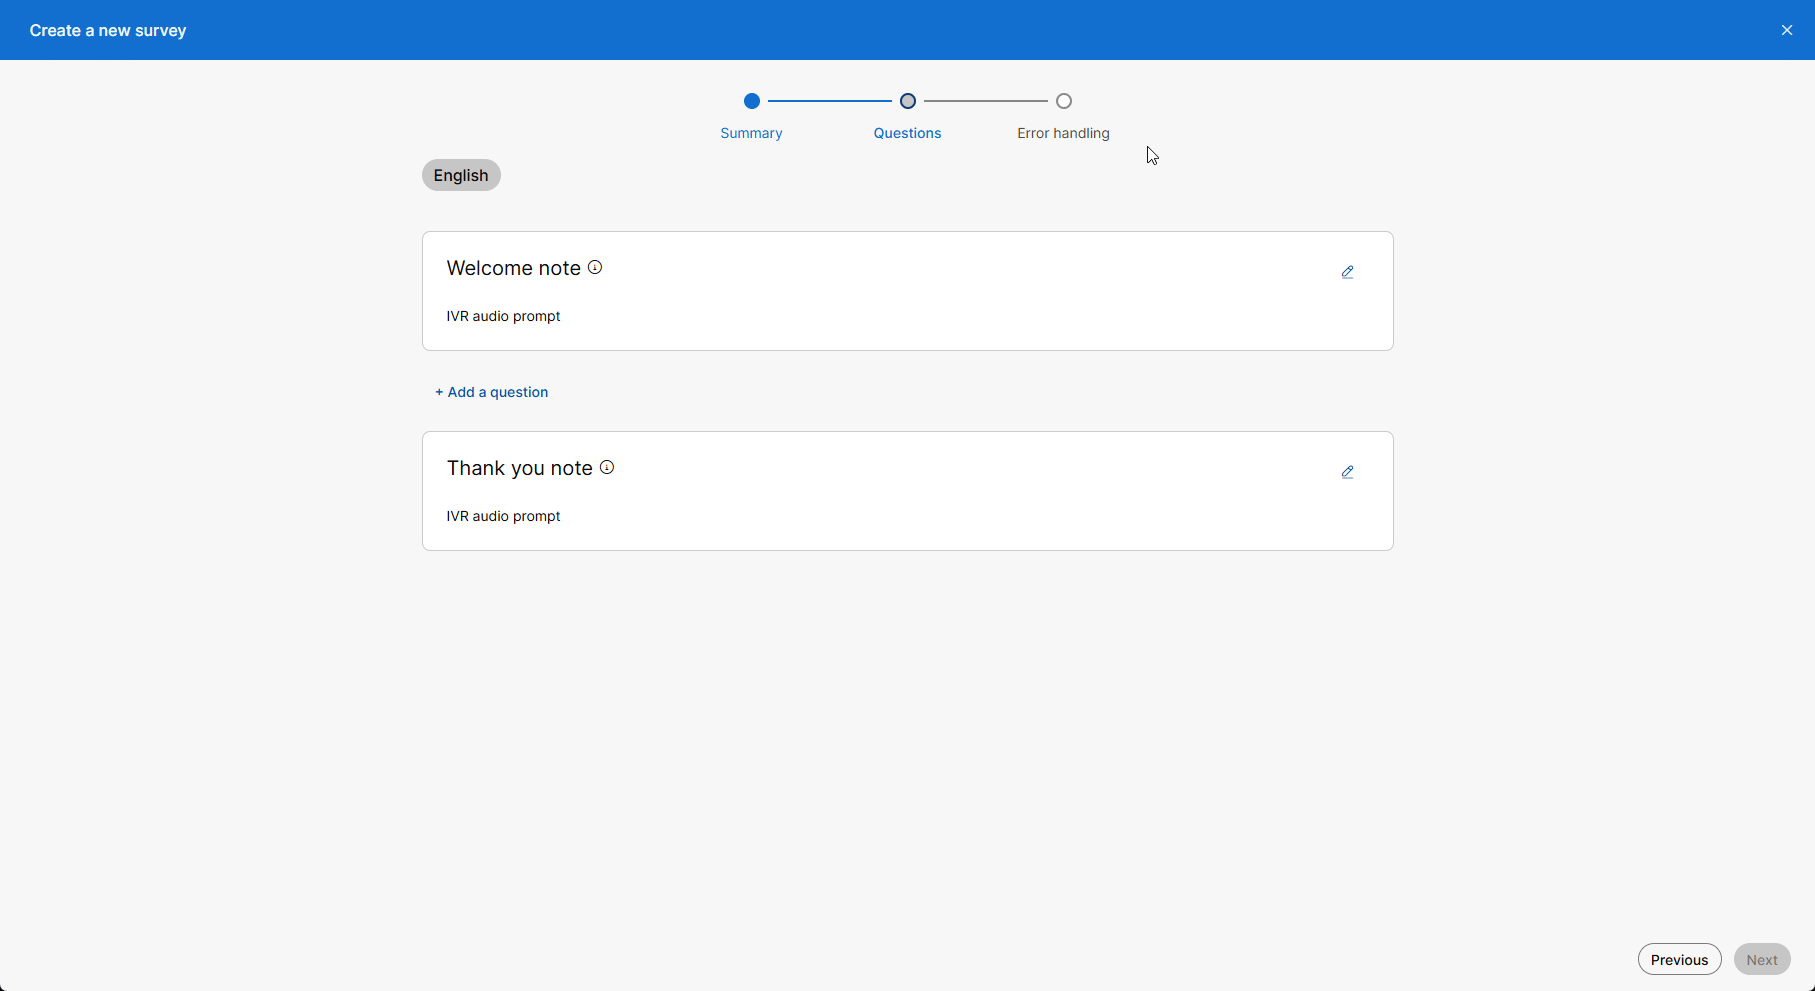 Create a new survey
Summary
Questions
Error handling
English
Welcome note
IVR audio prompt
+ Add a question
Thank you note
IVR audio prompt
Previous
Next